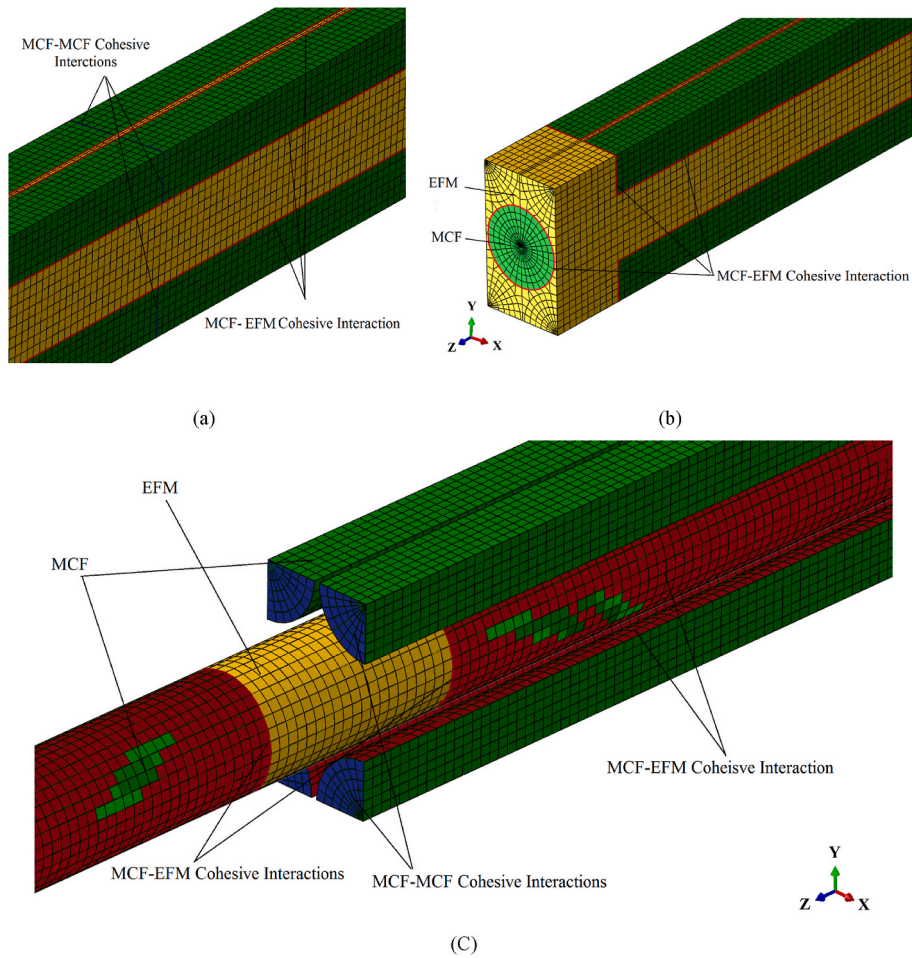 MCF-MCF Cohesive
Interctions
MCF- EFM Cohesive Interaction
(a)
EFM
MCF
MCF-EFM Cohesive Interaction
Y
Z
X
(b)
EFM
MCF
MCF-EFM Coheisve Interaction
MCF-EFM Cohesive Interactions
MCF-MCF Cohesive Interactions
Y
Z
X
(C)